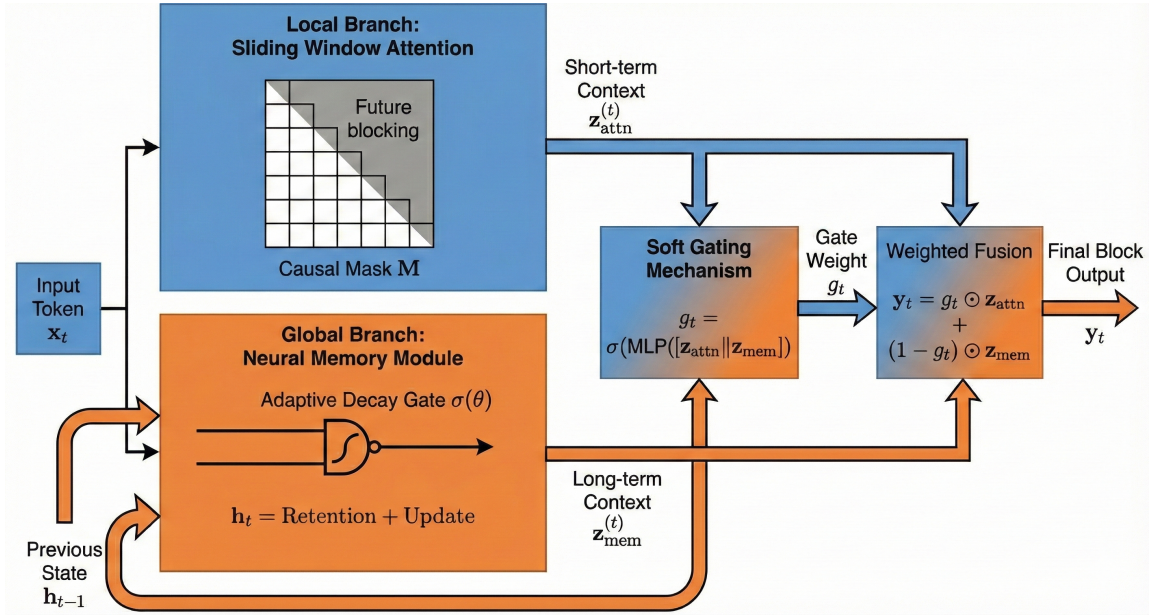 Local Branch:
Sliding Window Attention
Future
blocking
Causal Mask M
Short-term
Context
z_attn^(t)
Input
Token
x_t
Global Branch:
Neural Memory Module
Adaptive Decay Gate σ(θ)
h_t = Retention + Update
Previous
State
h_{t−1}
Long-term
Context
z_mem^(t)
Soft Gating
Mechanism
g_t =
σ(MLP([z_attn‖z_mem])
Gate
Weight
g_t
Weighted Fusion
y_t = g_t ⊙ z_attn
+
(1 − g_t) ⊙ z_mem
Final Block
Output
y_t